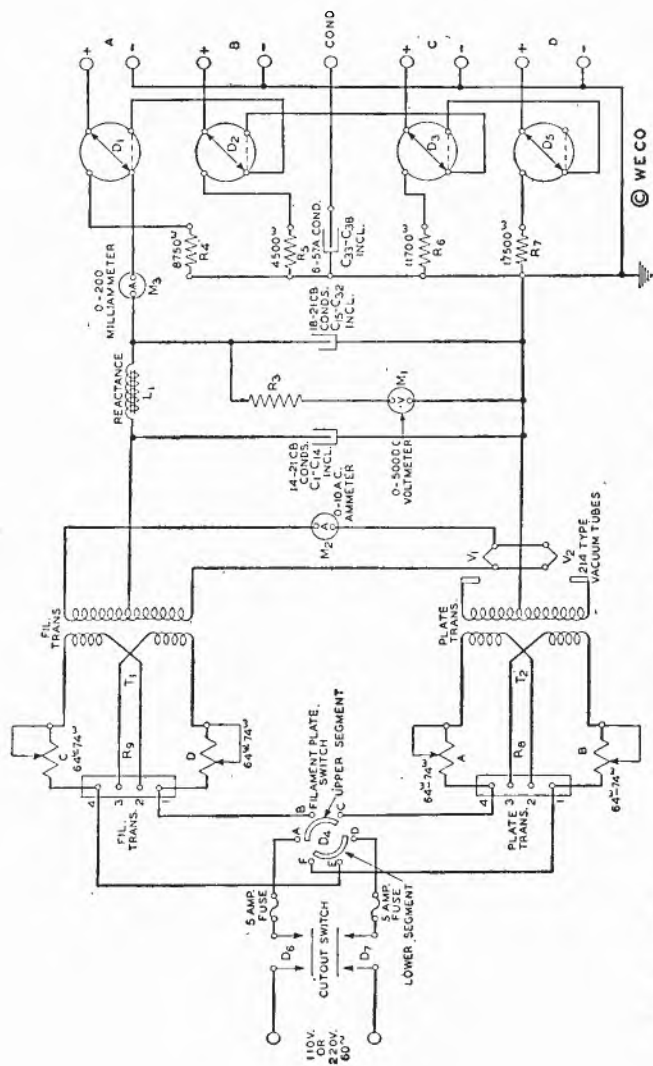 110 V.
OR
220 V.
60~
D6
CUTOUT SWITCH
D7
5 AMP.
FUSE
5 AMP.
FUSE
LOWER SEGMENT
A
B
FILAMENT PLATE
SWITCH
UPPER SEGMENT
C
D
D4
E
F
FIL.
TRANS.
4
3
2
1
C
64ω-74ω
R9
D
64ω-74ω
T1
FIL.
TRANS.
PLATE
TRANS.
4
3
2
1
A
64ω-74ω
R8
B
64ω-74ω
T2
PLATE
TRANS.
V1
V2
214 TYPE
VACUUM TUBES
M2
A
0-10 A.C.
AMMETER
14-21CB
CONDS.
C1-C14
INCL.
REACTANCE
L1
R3
M1
V
0-500 D.C.
VOLTMETER
18-21CB
CONDS.
C15-C32
INCL.
0-200
MILLIAMMETER
A
M3
8750ω
R4
4500ω
R5
6-57A COND.
C33-C38
INCL.
11700ω
R6
17500ω
R7
D1
D2
D3
D5
+
A
-
+
B
-
COND
+
C
-
+
D
-
© WE CO